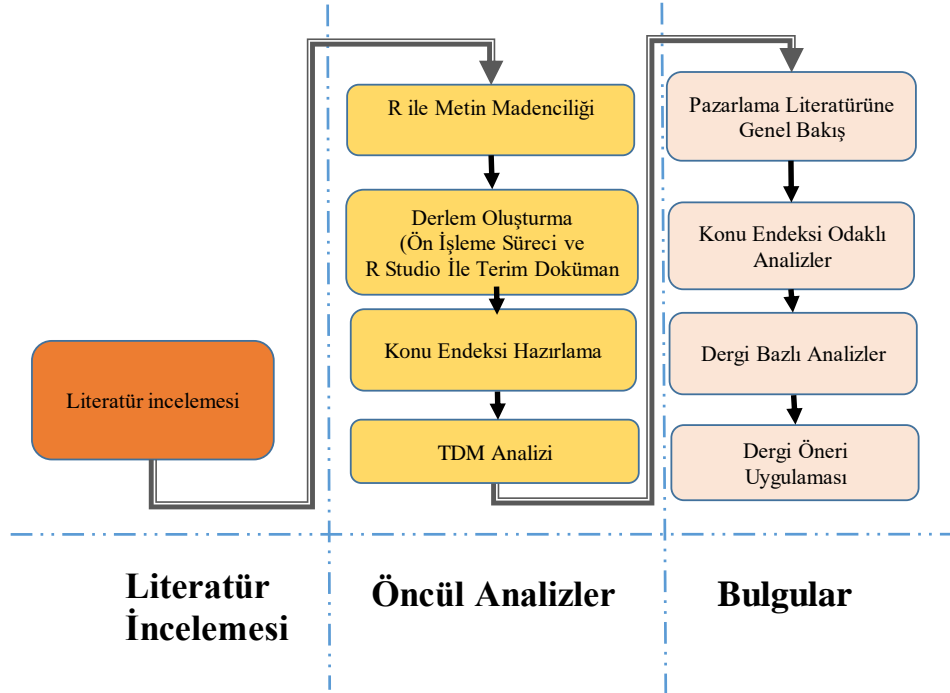 Literatür incelemesi
R ile Metin Madenciliği
Derlem Oluşturma
(Ön İşleme Süreci ve
R Studio İle Terim Doküman
Konu Endeksi Hazırlama
TDM Analizi
Pazarlama Literatürüne
Genel Bakış
Konu Endeksi Odaklı
Analizler
Dergi Bazlı Analizler
Dergi Öneri
Uygulaması
Literatür
İncelemesi
Öncül Analizler
Bulgular